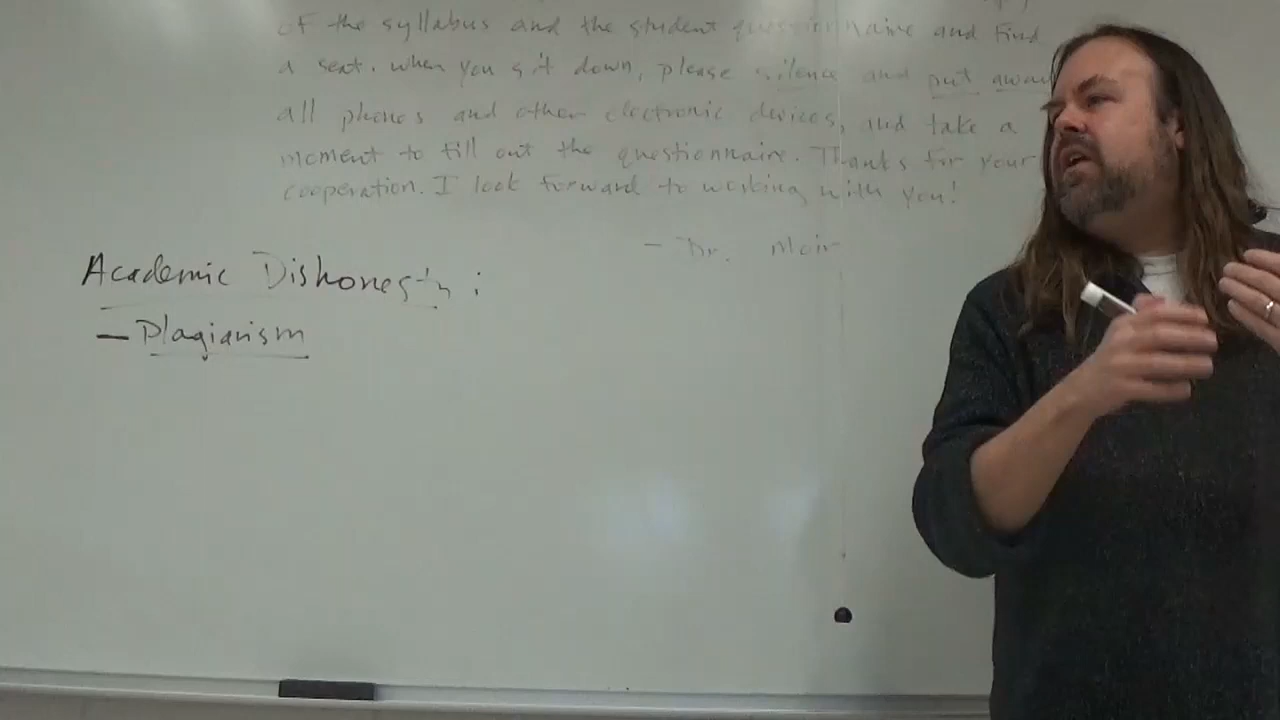 of the syllabus and the student questionnaire and find
a seat. When you sit down, please silence and put away
all phones and other electronic devices, and take a
moment to fill out the questionnaire. Thanks for your
cooperation. I look forward to working with you!
- Dr. Moir
Academic Dishonesty:
- Plagiarism